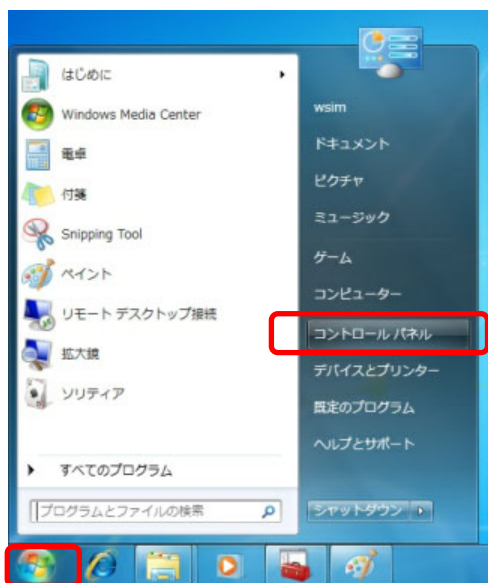 はじめに
Windows Media Center
電卓
付箋
Snipping Tool
ペイント
リモート デスクトップ接続
拡大鏡
ソリティア
すべてのプログラム
プログラムとファイルの検索
wsim
ドキュメント
ピクチャ
ミュージック
ゲーム
コンピューター
コントロール パネル
デバイスとプリンター
既定のプログラム
ヘルプとサポート
シャットダウン